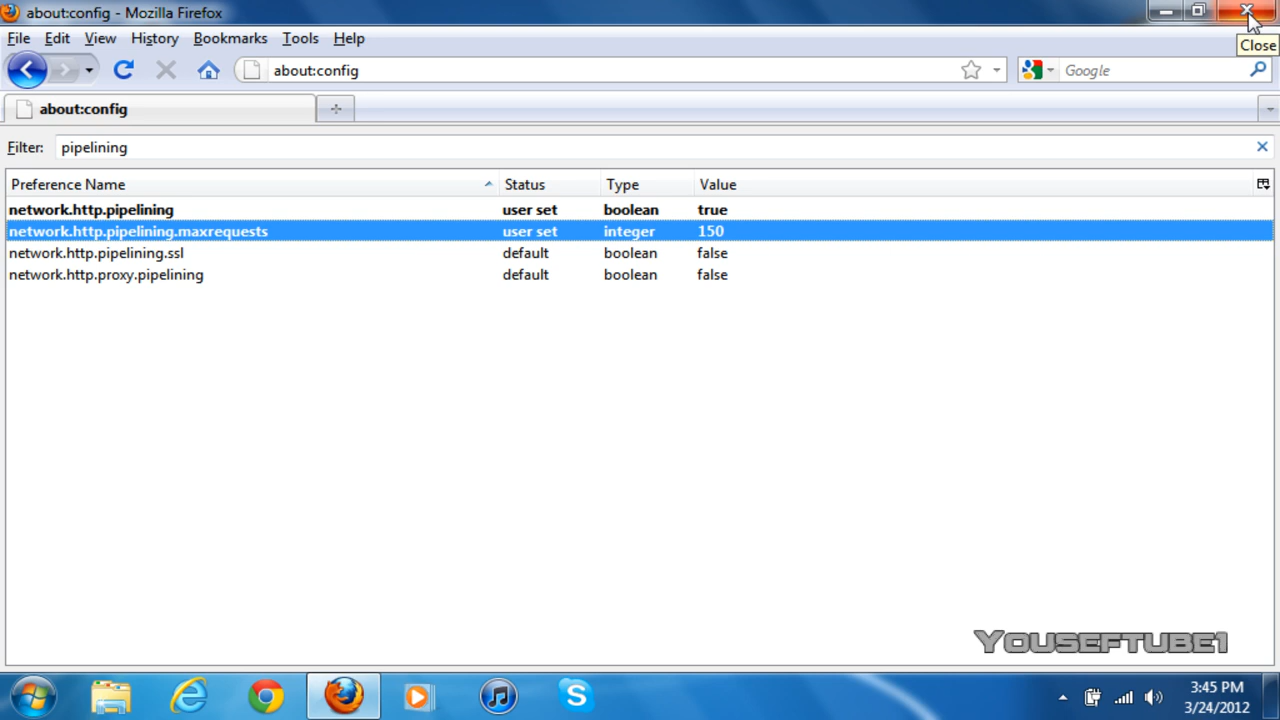 about:config - Mozilla Firefox
File Edit View History Bookmarks Tools Help
Close
about:config
Google
about:config
Filter: pipelining
Preference Name Status Type Value
network.http.pipelining user set boolean true
network.http.pipelining.maxrequests user set integer 150
network.http.pipelining.ssl default boolean false
network.http.proxy.pipelining default boolean false
YOUSEFTUBE1
3:45 PM
3/24/2012